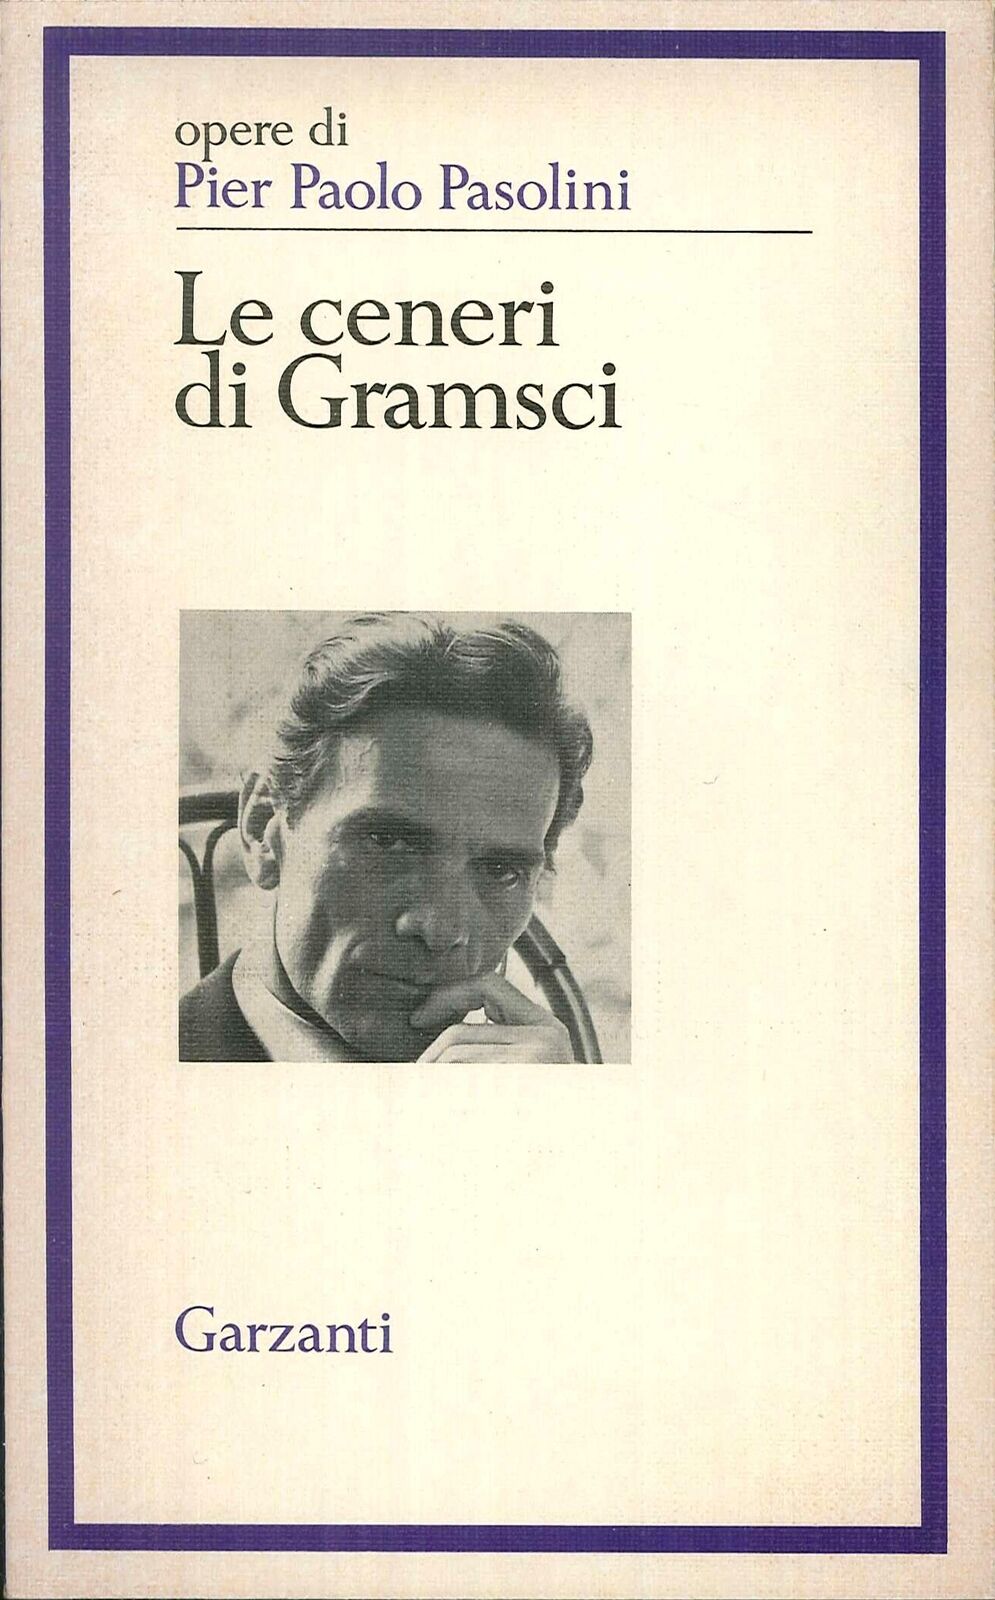 opere di
Pier Paolo Pasolini
Le ceneri
di Gramsci
Garzanti